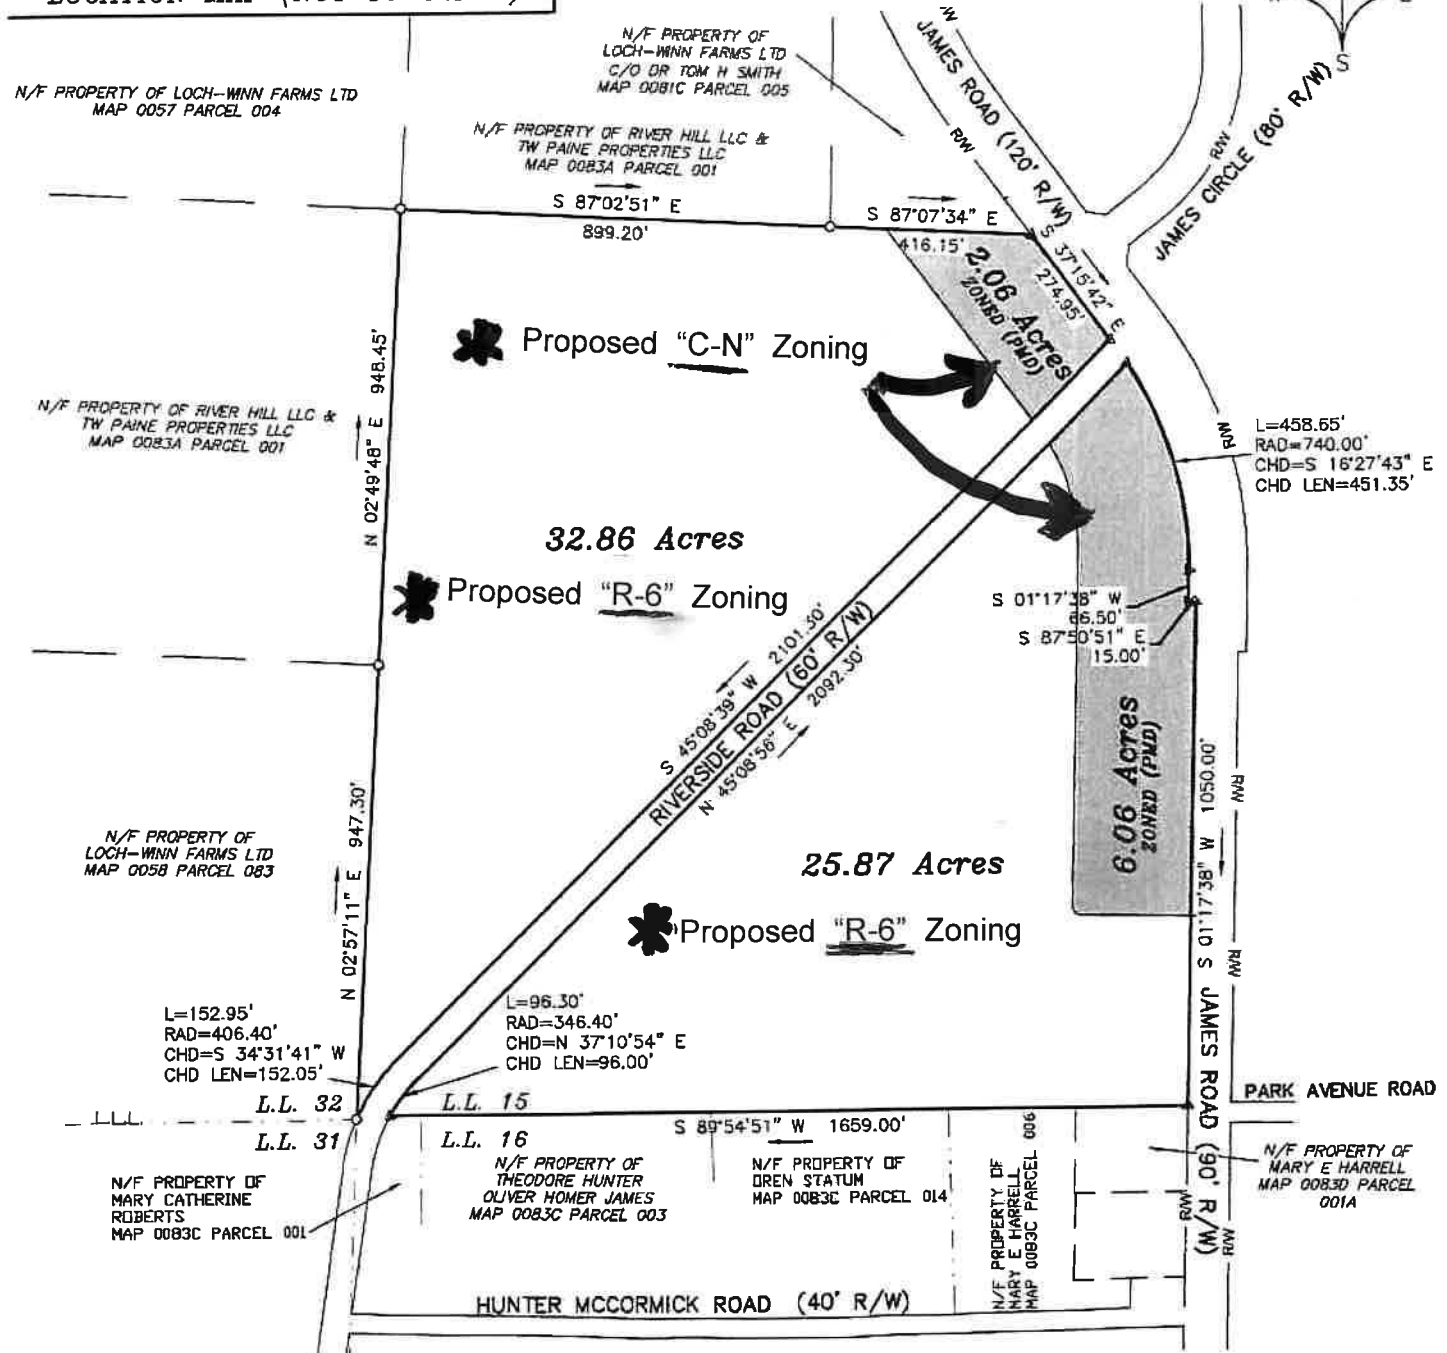 N/F PROPERTY OF LOCH-WINN FARMS LTD
MAP 0057 PARCEL 004
N/F PROPERTY OF
LOCH-WINN FARMS LTD
C/O DR TOM H SMITH
MAP 0081C PARCEL 005
N/F PROPERTY OF RIVER HILL LLC &
TW PAINE PROPERTIES LLC
MAP 0083A PARCEL 001
JAMES ROAD (120' R/W)
R/W
R/W
R/W
JAMES CIRCLE (80' R/W)
S
S 87°02'51" E
899.20'
S 87°07'34" E
416.15'
S 37°15'42" E
274.95'
2.06 Acres
ZONED (PMD)
Proposed "C-N" Zoning
N 02°49'48" E 948.45'
N/F PROPERTY OF RIVER HILL LLC &
TW PAINE PROPERTIES LLC
MAP 0083A PARCEL 001
R/W
L=458.65'
RAD=740.00'
CHD=S 16°27'43" E
CHD LEN=451.35'
32.86 Acres
Proposed "R-6" Zoning
S 01°17'38" W
66.50'
S 87°50'51" E
15.00'
S 45°08'39" W 2101.30'
RIVERSIDE ROAD (60' R/W)
N 45°08'56" E 2092.30'
6.06 Acres
ZONED (PMD)
S 01°17'38" W 1050.00'
R/W
R/W
N/F PROPERTY OF
LOCH-WINN FARMS LTD
MAP 0058 PARCEL 083
N 02°57'11" E 947.30'
25.87 Acres
Proposed "R-6" Zoning
L=152.95'
RAD=406.40'
CHD=S 34°31'41" W
CHD LEN=152.05'
L=96.30'
RAD=346.40'
CHD=N 37°10'54" E
CHD LEN=96.00'
JAMES ROAD (90' R/W)
PARK AVENUE ROAD
L.L. 32
L.L. 15
LLL
L.L. 31
L.L. 16
S 89°54'51" W 1659.00'
N/F PROPERTY OF
MARY CATHERINE
ROBERTS
MAP 0083C PARCEL 001
N/F PROPERTY OF
THEODORE HUNTER
OLIVER HOMER JAMES
MAP 0083C PARCEL 003
N/F PROPERTY OF
OREN STATUM
MAP 0083C PARCEL 014
N/F PROPERTY OF
MARY E HARRELL
MAP 0083C PARCEL 006
N/F PROPERTY OF
MARY E HARRELL
MAP 0083D PARCEL
001A
R/W
R/W
HUNTER MCCORMICK ROAD (40' R/W)